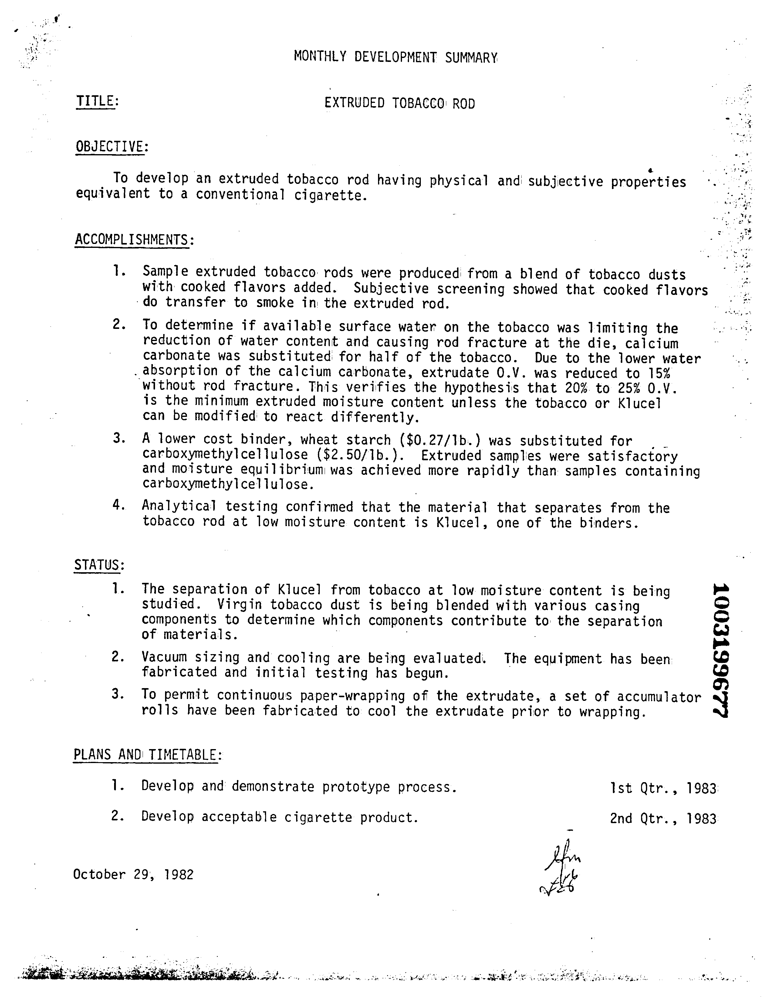 MONTHLY DEVELOPMENT SUMMARY
TITLE: EXTRUDED TOBACCO ROD
OBJECTIVE:
To develop an extruded tobacco rod having physical and subjective properties
equivalent to a conventional cigarette.
ACCOMPLISHMENTS:
1. Sample extruded tobacco rods were produced from a blend of tobacco dusts
with cooked flavors added. Subjective screening showed that cooked flavors
do transfer to smoke in the extruded rod.
2. To determine if available surface water on the tobacco was limiting the
reduction of water content and causing rod fracture at the die, calcium
carbonate was substituted for half of the tobacco. Due to the lower water
absorption of the calcium carbonate, extrudate O.V. was reduced to 15%
without rod fracture. This verifies the hypothesis that 20% to 25% O.V.
is the minimum extruded moisture content unless the tobacco or Klucel
can be modified to react differently.
3. A lower cost binder, wheat starch ($0.27/lb.) was substituted for
carboxymethylcellulose ($2.50/lb.). Extruded samples were satisfactory
and moisture equilibrium was achieved more rapidly than samples containing
carboxymethylcellulose.
4. Analytical testing confirmed that the material that separates from the
tobacco rod at low moisture content is Klucel, one of the binders.
STATUS:
1. The separation of Klucel from tobacco at low moisture content is being
studied. Virgin tobacco dust is being blended with various casing
components to determine which components contribute to the separation
of materials.
2. Vacuum sizing and cooling are being evaluated. The equipment has been
fabricated and initial testing has begun.
3. To permit continuous paper-wrapping of the extrudate, a set of accumulator
rolls have been fabricated to cool the extrudate prior to wrapping.
1003199677
PLANS AND TIMETABLE:
1. Develop and demonstrate prototype process. 1st Qtr., 1983
2. Develop acceptable cigarette product. 2nd Qtr., 1983
October 29, 1982